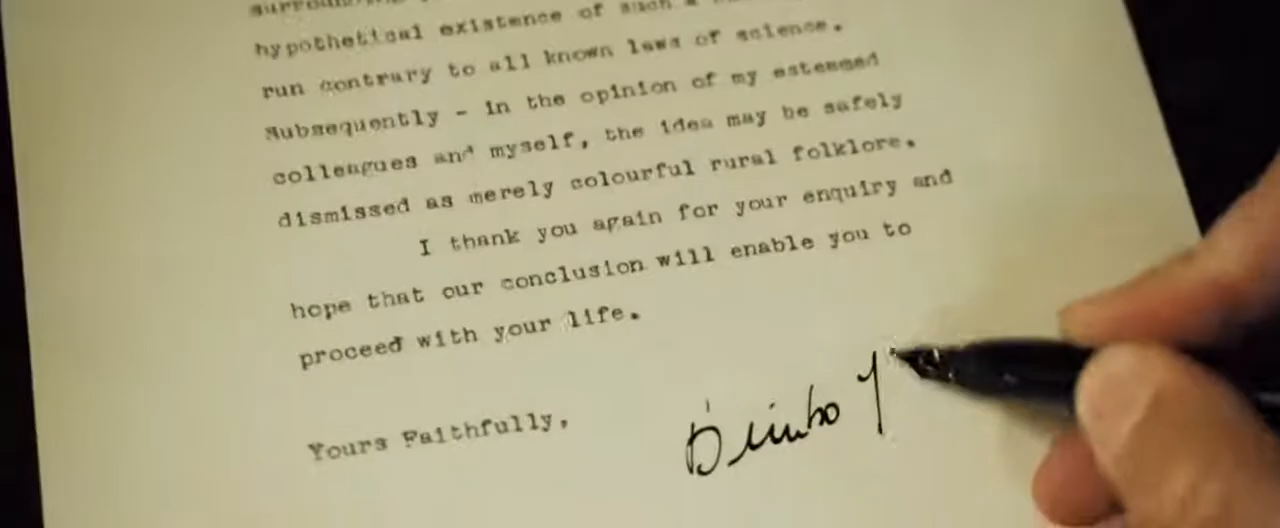 hypothetical existence of such a
run contrary to all known laws of science.
Subsequently - in the opinion of my esteemed
colleagues and myself, the idea may be safely
dismissed as merely colourful rural folklore.
I thank you again for your enquiry and
hope that our conclusion will enable you to
proceed with your life.
Yours Faithfully,